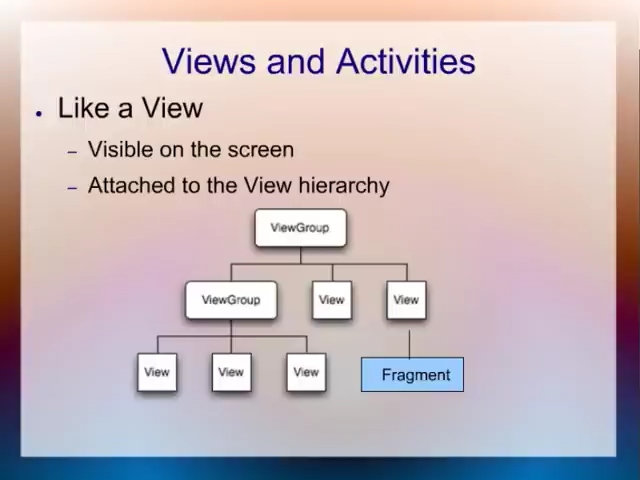 Views and Activities
● Like a View
– Visible on the screen
– Attached to the View hierarchy
ViewGroup
ViewGroup View View
View View View Fragment